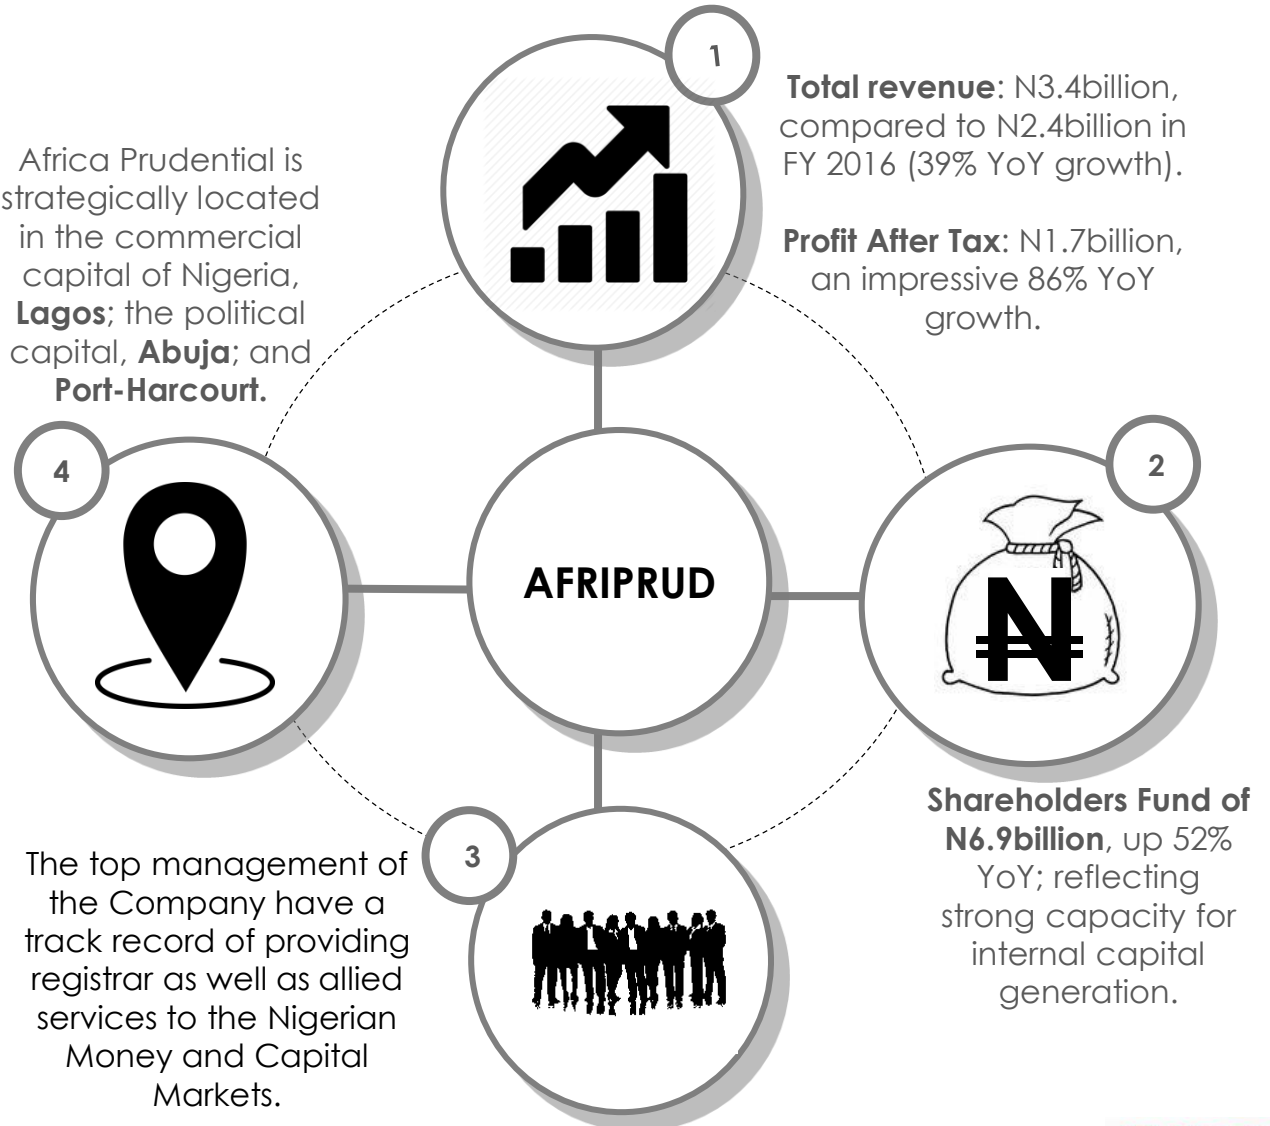 1
Total revenue: N3.4billion,
compared to N2.4billion in
FY 2016 (39% YoY growth).
Profit After Tax: N1.7billion,
an impressive 86% YoY
growth.
Africa Prudential is
strategically located
in the commercial
capital of Nigeria,
Lagos; the political
capital, Abuja; and
Port-Harcourt.
4
2
AFRIPRUD
N
Shareholders Fund of
N6.9billion, up 52%
YoY; reflecting
strong capacity for
internal capital
generation.
3
The top management of
the Company have a
track record of providing
registrar as well as allied
services to the Nigerian
Money and Capital
Markets.